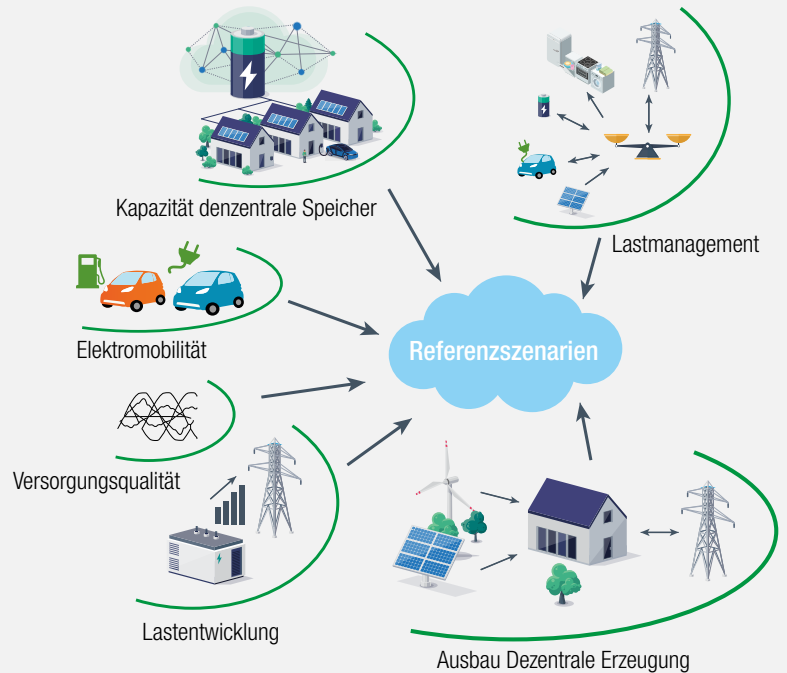 Kapazität denzentrale Speicher
Lastmanagement
Elektromobilität
Referenzszenarien
Versorgungsqualität
Lastentwicklung
Ausbau Dezentrale Erzeugung